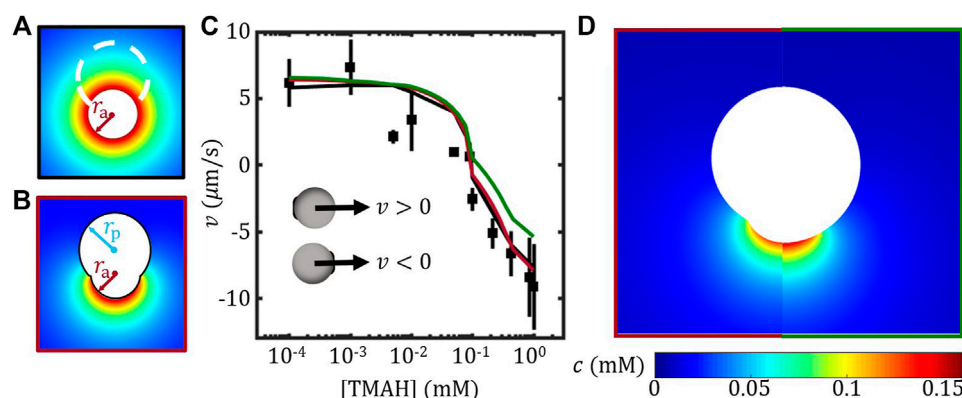 A
r_a
B
r_p
r_a
C
10
5
0
-5
-10
v (μm/s)
v > 0
v < 0
10^-4
10^-3
10^-2
10^-1
10^0
[TMAH] (mM)
D
c (mM)
0
0.05
0.1
0.15